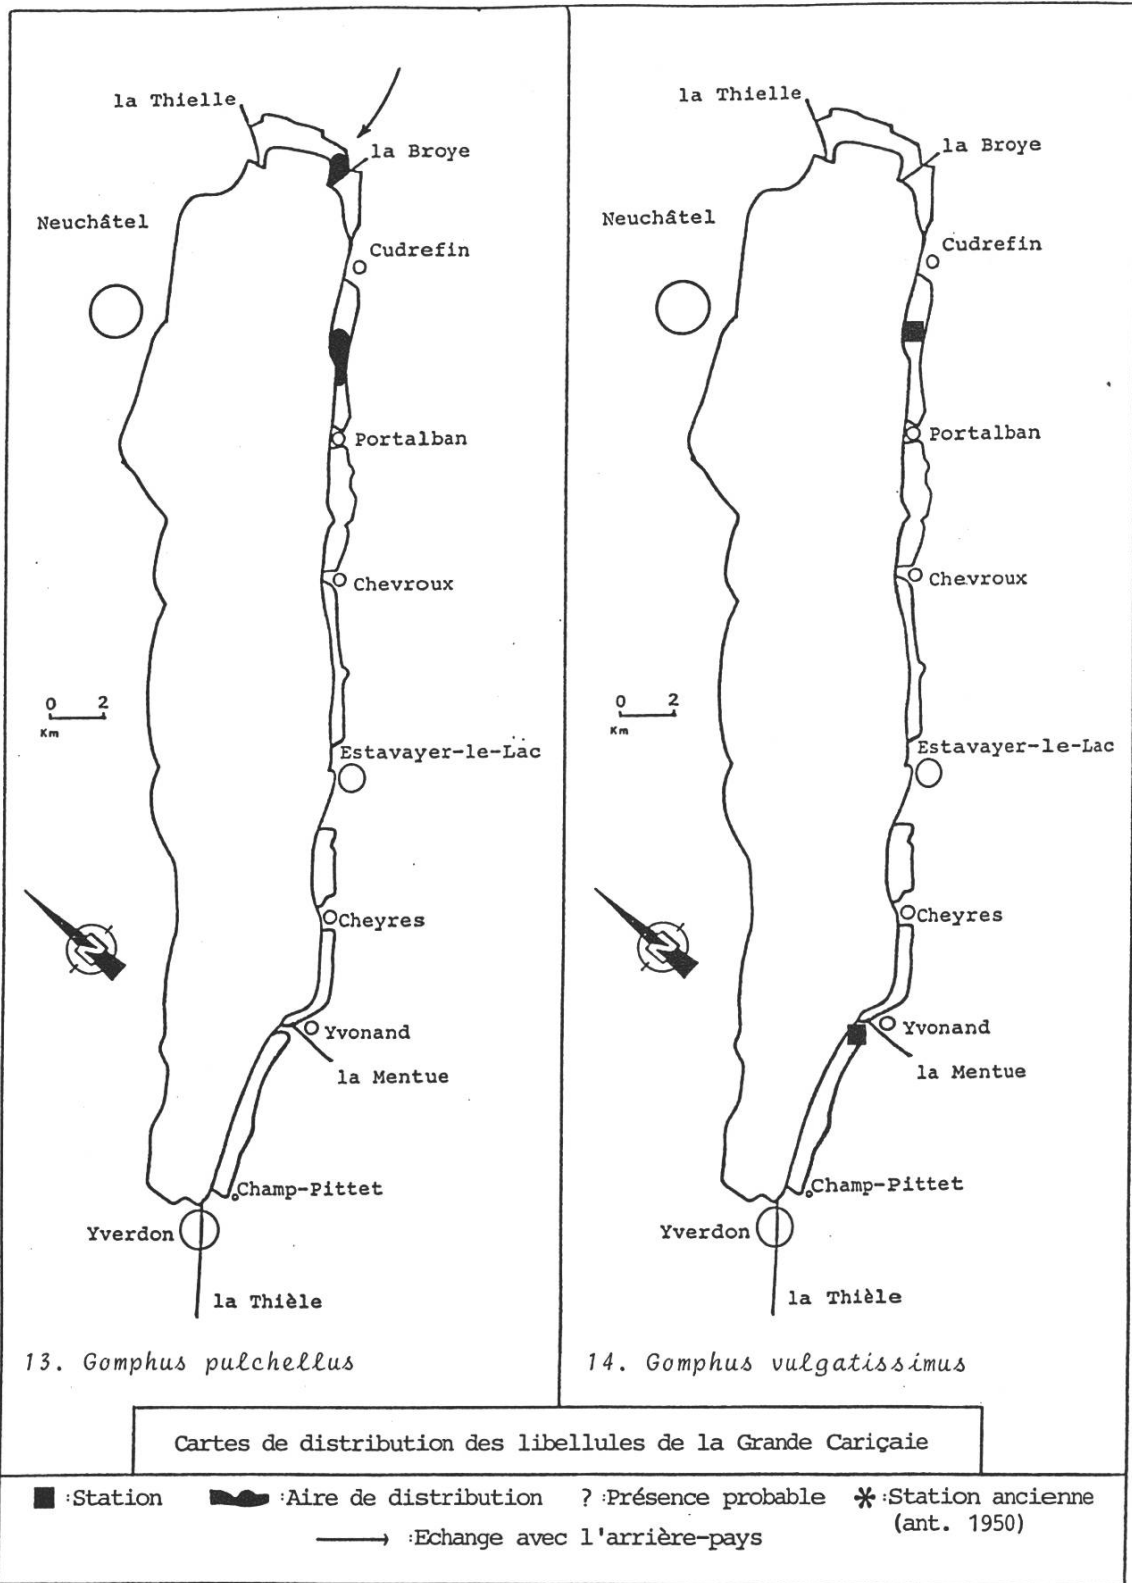 la Thielle
la Broye
Neuchâtel
Cudrefin
Portalban
Chevroux
0 2
Km
Estavayer-le-Lac
N
Cheyres
Yvonand
la Mentue
Champ-Pittet
Yverdon
la Thièle
13. Gomphus pulchellus
la Thielle
la Broye
Neuchâtel
Cudrefin
Portalban
Chevroux
0 2
Km
Estavayer-le-Lac
N
Cheyres
Yvonand
la Mentue
Champ-Pittet
Yverdon
la Thièle
14. Gomphus vulgatissimus
Cartes de distribution des libellules de la Grande Cariçaie
:Station :Aire de distribution ? :Présence probable * :Station ancienne
(ant. 1950)
:Echange avec l'arrière-pays